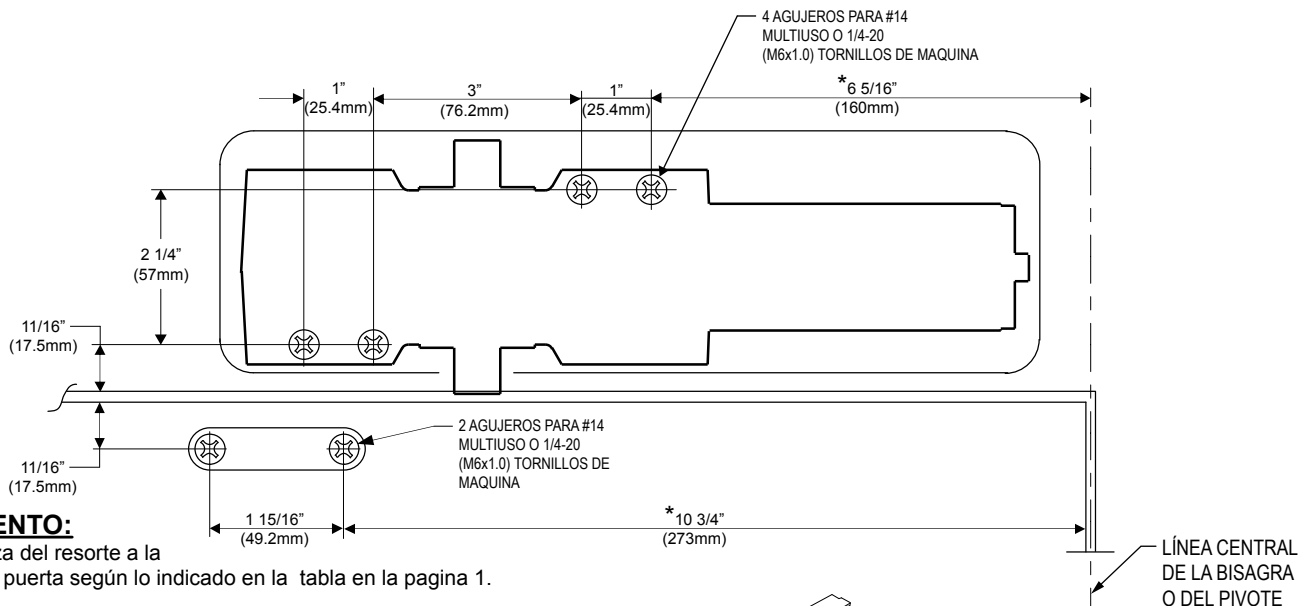 4 AGUJEROS PARA #14
MULTIUSO O 1/4-20
(M6x1.0) TORNILLOS DE MAQUINA
1”
(25.4mm)
3”
(76.2mm)
1”
(25.4mm)
*6 5/16”
(160mm)
2 1/4”
(57mm)
11/16”
(17.5mm)
11/16”
(17.5mm)
2 AGUJEROS PARA #14
MULTIUSO O 1/4-20
(M6x1.0) TORNILLOS DE
MAQUINA
1 15/16”
(49.2mm)
*10 3/4”
(273mm)
ENTO:
za del resorte a la
puerta según lo indicado en la tabla en la pagina 1.
LÍNEA CENTRAL
DE LA BISAGRA
O DEL PIVOTE